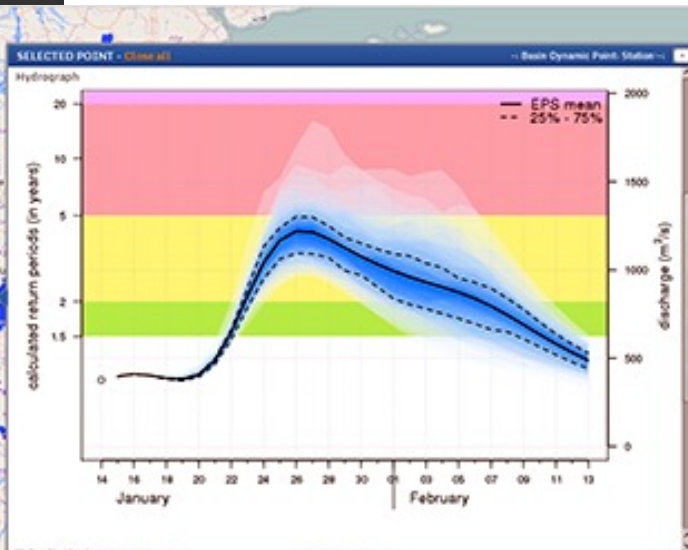 SELECTED POINT - Close all
-: Basin Dynamic Point: Station :-
Hydrograph
EPS mean
25% - 75%
calculated return periods (in years)
20
10
5
2
1.5
2000
1500
1000
500
0
discharge (m³/s)
14 16 18 20 22 24 26 28 30 01 03 05 07 09 11 13
January February